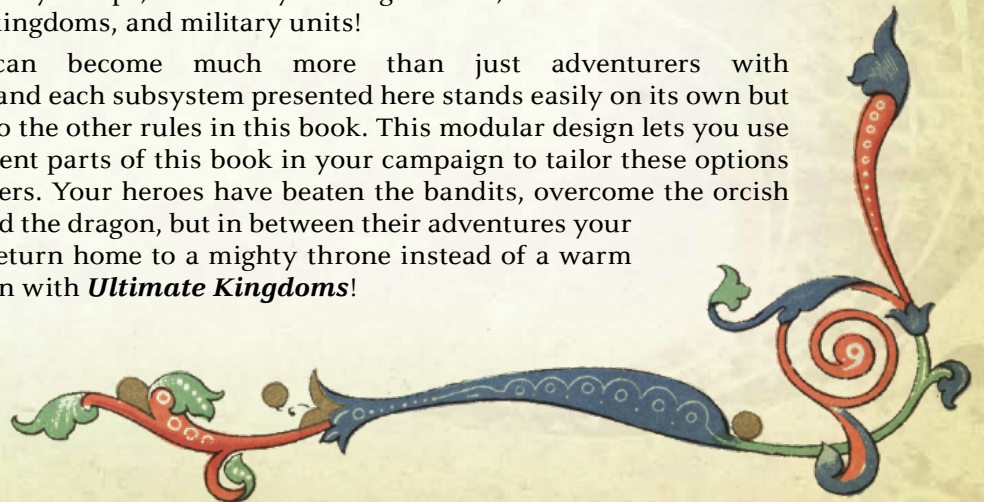 kingdoms, and military units!
can become much more than just adventurers with
and each subsystem presented here stands easily on its own but
o the other rules in this book. This modular design lets you use
ent parts of this book in your campaign to tailor these options
ers. Your heroes have beaten the bandits, overcome the orcish
d the dragon, but in between their adventures your
eturn home to a mighty throne instead of a warm
n with Ultimate Kingdoms!
9